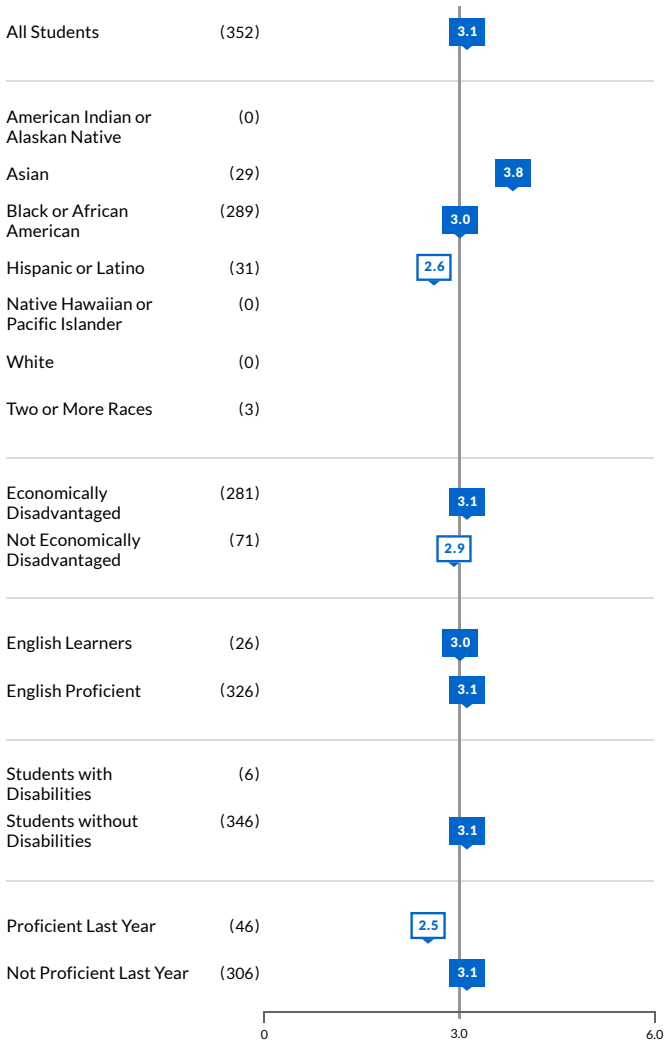 All Students (352) 3.1
American Indian or
Alaskan Native (0)
Asian (29) 3.8
Black or African
American (289) 3.0
Hispanic or Latino (31) 2.6
Native Hawaiian or
Pacific Islander (0)
White (0)
Two or More Races (3)
Economically
Disadvantaged (281) 3.1
Not Economically
Disadvantaged (71) 2.9
English Learners (26) 3.0
English Proficient (326) 3.1
Students with
Disabilities (6)
Students without
Disabilities (346) 3.1
Proficient Last Year (46) 2.5
Not Proficient Last Year (306) 3.1
0 3.0 6.0